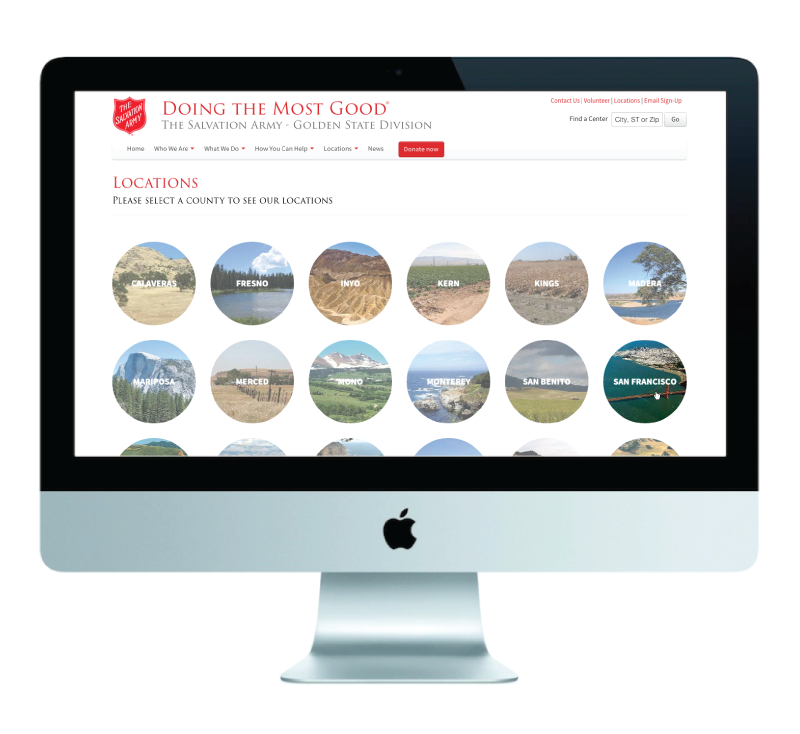 THE
SALVATION
ARMY
DOING THE MOST GOOD®
THE SALVATION ARMY - GOLDEN STATE DIVISION
Contact Us | Volunteer | Locations | Email Sign-Up
Find a Center City, ST or Zip Go
Home Who We Are What We Do How You Can Help Locations News Donate now
LOCATIONS
PLEASE SELECT A COUNTY TO SEE OUR LOCATIONS
CALAVERAS FRESNO INYO KERN KINGS MADERA
MARIPOSA MERCED MONO MONTEREY SAN BENITO SAN FRANCISCO